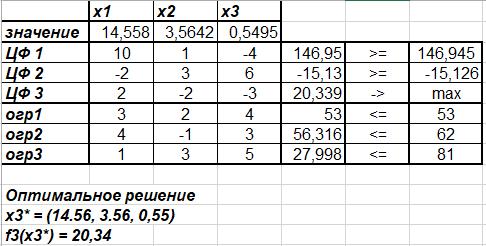 x1 x2 x3
значение 14,558 3,5642 0,5495
ЦФ 1 10 1 -4 146,95 >= 146,945
ЦФ 2 -2 3 6 -15,13 >= -15,126
ЦФ 3 2 -2 -3 20,339 -> max
огр1 3 2 4 53 <= 53
огр2 4 -1 3 56,316 <= 62
огр3 1 3 5 27,998 <= 81
Оптимальное решение
x3* = (14.56, 3.56, 0,55)
f3(x3*) = 20,34